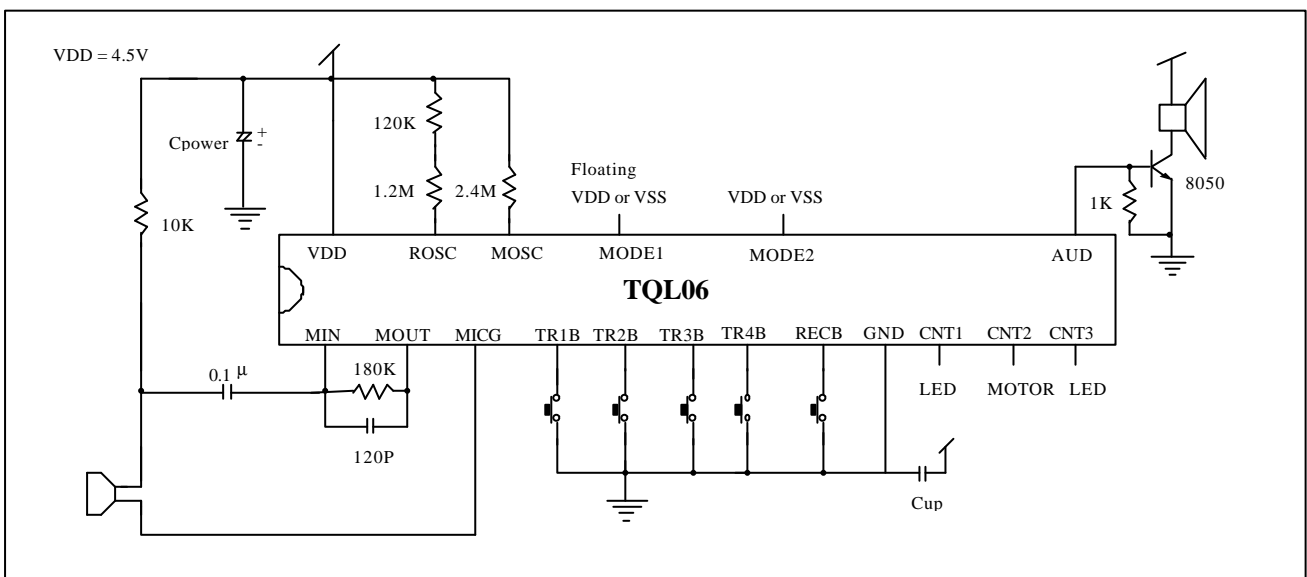 VDD = 4.5V
Cpower
+
-
120K
1.2M
2.4M
10K
Floating
VDD or VSS
VDD or VSS
8050
1K
VDD
ROSC
MOSC
MODE1
MODE2
AUD
TQL06
MIN
MOUT
MICG
TR1B
TR2B
TR3B
TR4B
RECB
GND
CNT1
CNT2
CNT3
0.1 μ
180K
120P
LED
MOTOR
LED
Cup